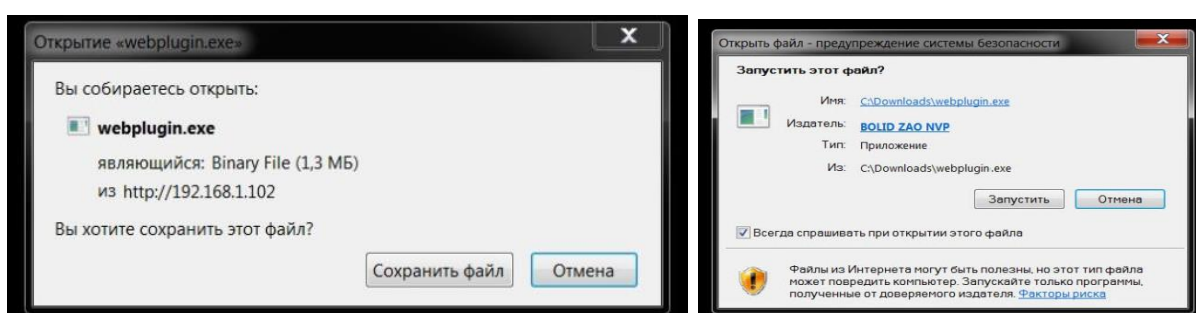 Открытие «webplugin.exe»
Вы собираетесь открыть:
webplugin.exe
являющийся: Binary File (1,3 МБ)
из http://192.168.1.102
Вы хотите сохранить этот файл?
Сохранить файл
Отмена
Открыть файл - предупреждение системы безопасности
Запустить этот файл?
Имя: C:\Downloads\webplugin.exe
Издатель: BOLID ZAO NVP
Тип: Приложение
Из: C:\Downloads\webplugin.exe
Запустить
Отмена
Всегда спрашивать при открытии этого файла
Файлы из Интернета могут быть полезны, но этот тип файла
может повредить компьютер. Запускайте только программы,
полученные от доверяемого издателя. Факторы риска